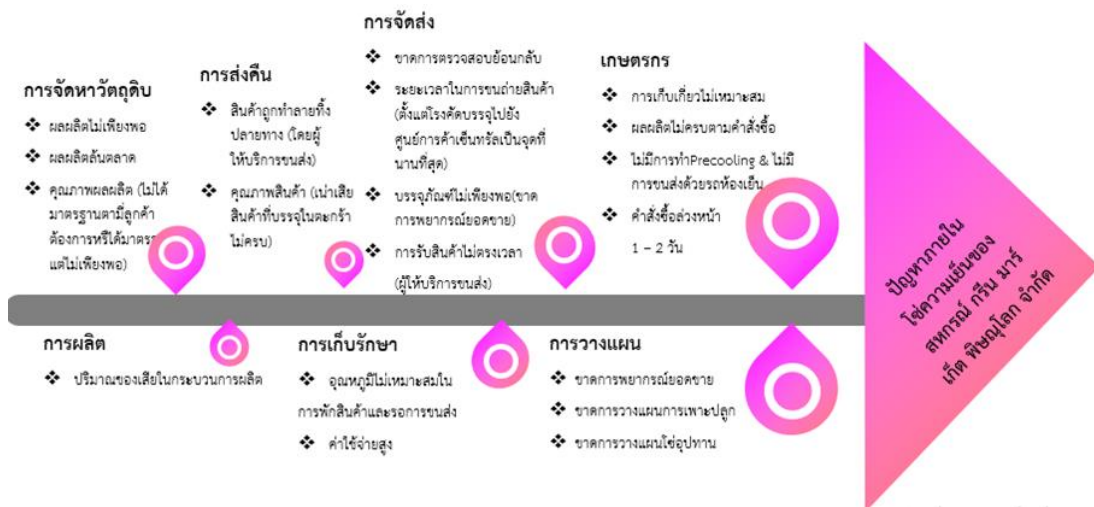 การจัดหาวัตถุดิบ
❖ ผลผลิตไม่เพียงพอ
❖ ผลผลิตล้นตลาด
❖ คุณภาพผลผลิต (ไม่ได้
มาตรฐานตามี่ลูกค้า
ต้องการหรืได้มาตร
แต่ไม่เพียงพอ)
การส่งคืน
❖ สินค้าถูกทำลายทิ้ง
ปลายทาง (โดยผู้
ให้บริการขนส่ง)
❖ คุณภาพสินค้า (เน่าเสีย
สินค้าที่บรรจุในตะกร้า
ไม่ครบ)
การจัดส่ง
❖ ขาดการตรวจสอบย้อนกลับ
❖ ระยะเวลาในการขนถ่ายสินค้า
(ตั้งแต่โรงคัดบรรจุไปยัง
ศูนย์การค้าเซ็นทรัลเป็นจุดที่
นานที่สุด)
❖ บรรจุภัณฑ์ไม่เพียงพอ(ขาด
การพยากรณ์ยอดขาย)
❖ การรับสินค้าไม่ตรงเวลา
(ผู้ให้บริการขนส่ง)
เกษตรกร
❖ การเก็บเกี่ยวไม่เหมาะสม
❖ ผลผลิตไม่ครบตามคำสั่งซื้อ
❖ ไม่มีการทำPrecooling & ไม่มี
การขนส่งด้วยรถห้องเย็น
❖ คำสั่งซื้อล่วงหน้า
1 – 2 วัน
การผลิต
❖ ปริมาณของเสียในกระบวนการผลิต
การเก็บรักษา
❖ อุณหภูมิไม่เหมาะสมใน
การพักสินค้าและรอการขนส่ง
❖ ค่าใช้จ่ายสูง
การวางแผน
❖ ขาดการพยากรณ์ยอดขาย
❖ ขาดการวางแผนการเพาะปลูก
❖ ขาดการวางแผนโซ่อุปทาน
ปัญหาภายใน
โซ่ความเย็นของ
สหกรณ์ กรีน มาร์
เก็ต พิษณุโลก จำกัด